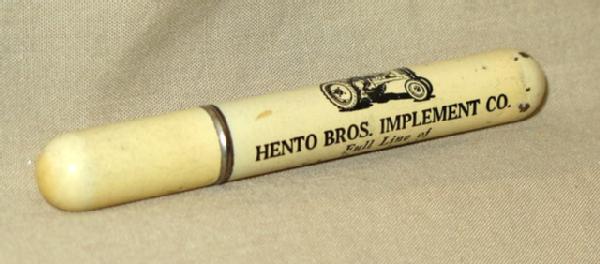 HENTO BROS. IMPLEMENT CO.
Full Line of